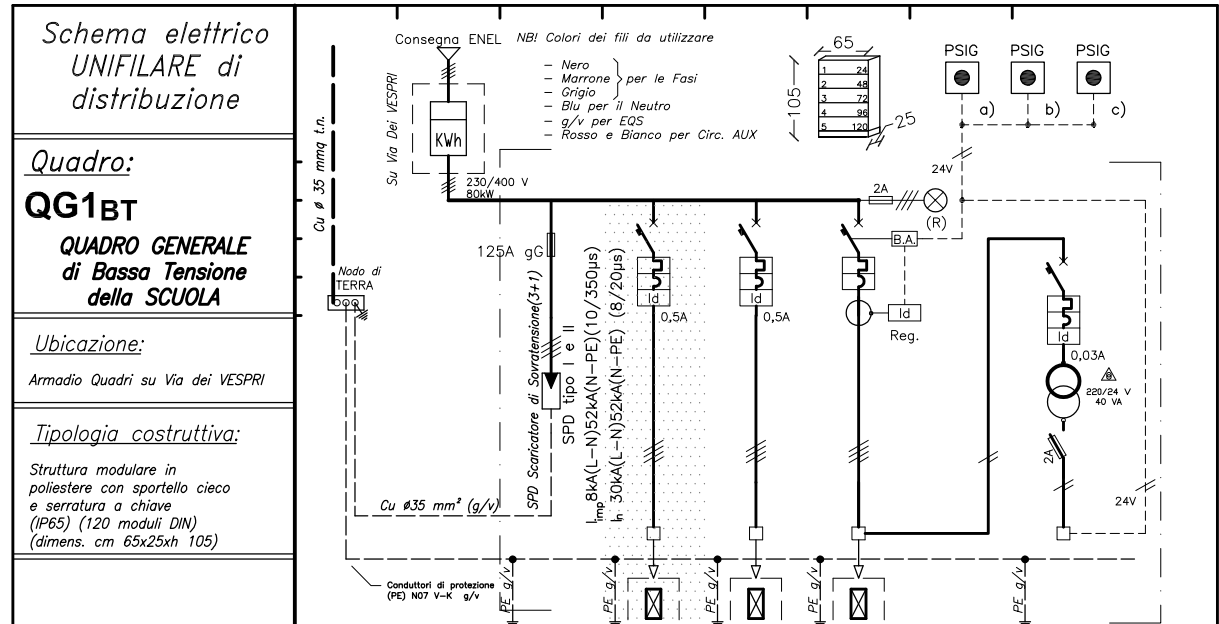 Schema elettrico
UNIFILARE di
distribuzione
Quadro:
QG1BT
QUADRO GENERALE
di Bassa Tensione
della SCUOLA
Ubicazione:
Armadio Quadri su Via dei VESPRI
Tipologia costruttiva:
Struttura modulare in
poliestere con sportello cieco
e serratura a chiave
(IP65) (120 moduli DIN)
(dimens. cm 65x25xh 105)
Cu ø 35 mmq t.n.
Nodo di
TERRA
Consegna ENEL
Su Via Dei VESPRI
KWh
230/400 V
80kW
NB! Colori dei fili da utilizzare
- Nero
- Marrone
- Grigio
per le Fasi
- Blu per il Neutro
- g/v per EQS
- Rosso e Bianco per Circ. AUX
65
105
25
1 24
2 48
3 72
4 96
5 120
PSIG
PSIG
PSIG
a)
b)
c)
24V
2A
(R)
B.A.
Id
Reg.
125A gG
SPD Scaricatore di Sovratensione(3+1)
SPD tipo I e II
Iimp8kA(L-N)52kA(N-PE)(10/350µs)
In 30kA(L-N)52kA(N-PE) (8/20µs)
Id
0,5A
Id
0,5A
Id
0,03A
220/24 V
40 VA
2A
24V
Cu ø35 mm² (g/v)
Conduttori di protezione
(PE) N07 V-K g/v
PE g/v
PE g/v
PE g/v
PE g/v
PE g/v